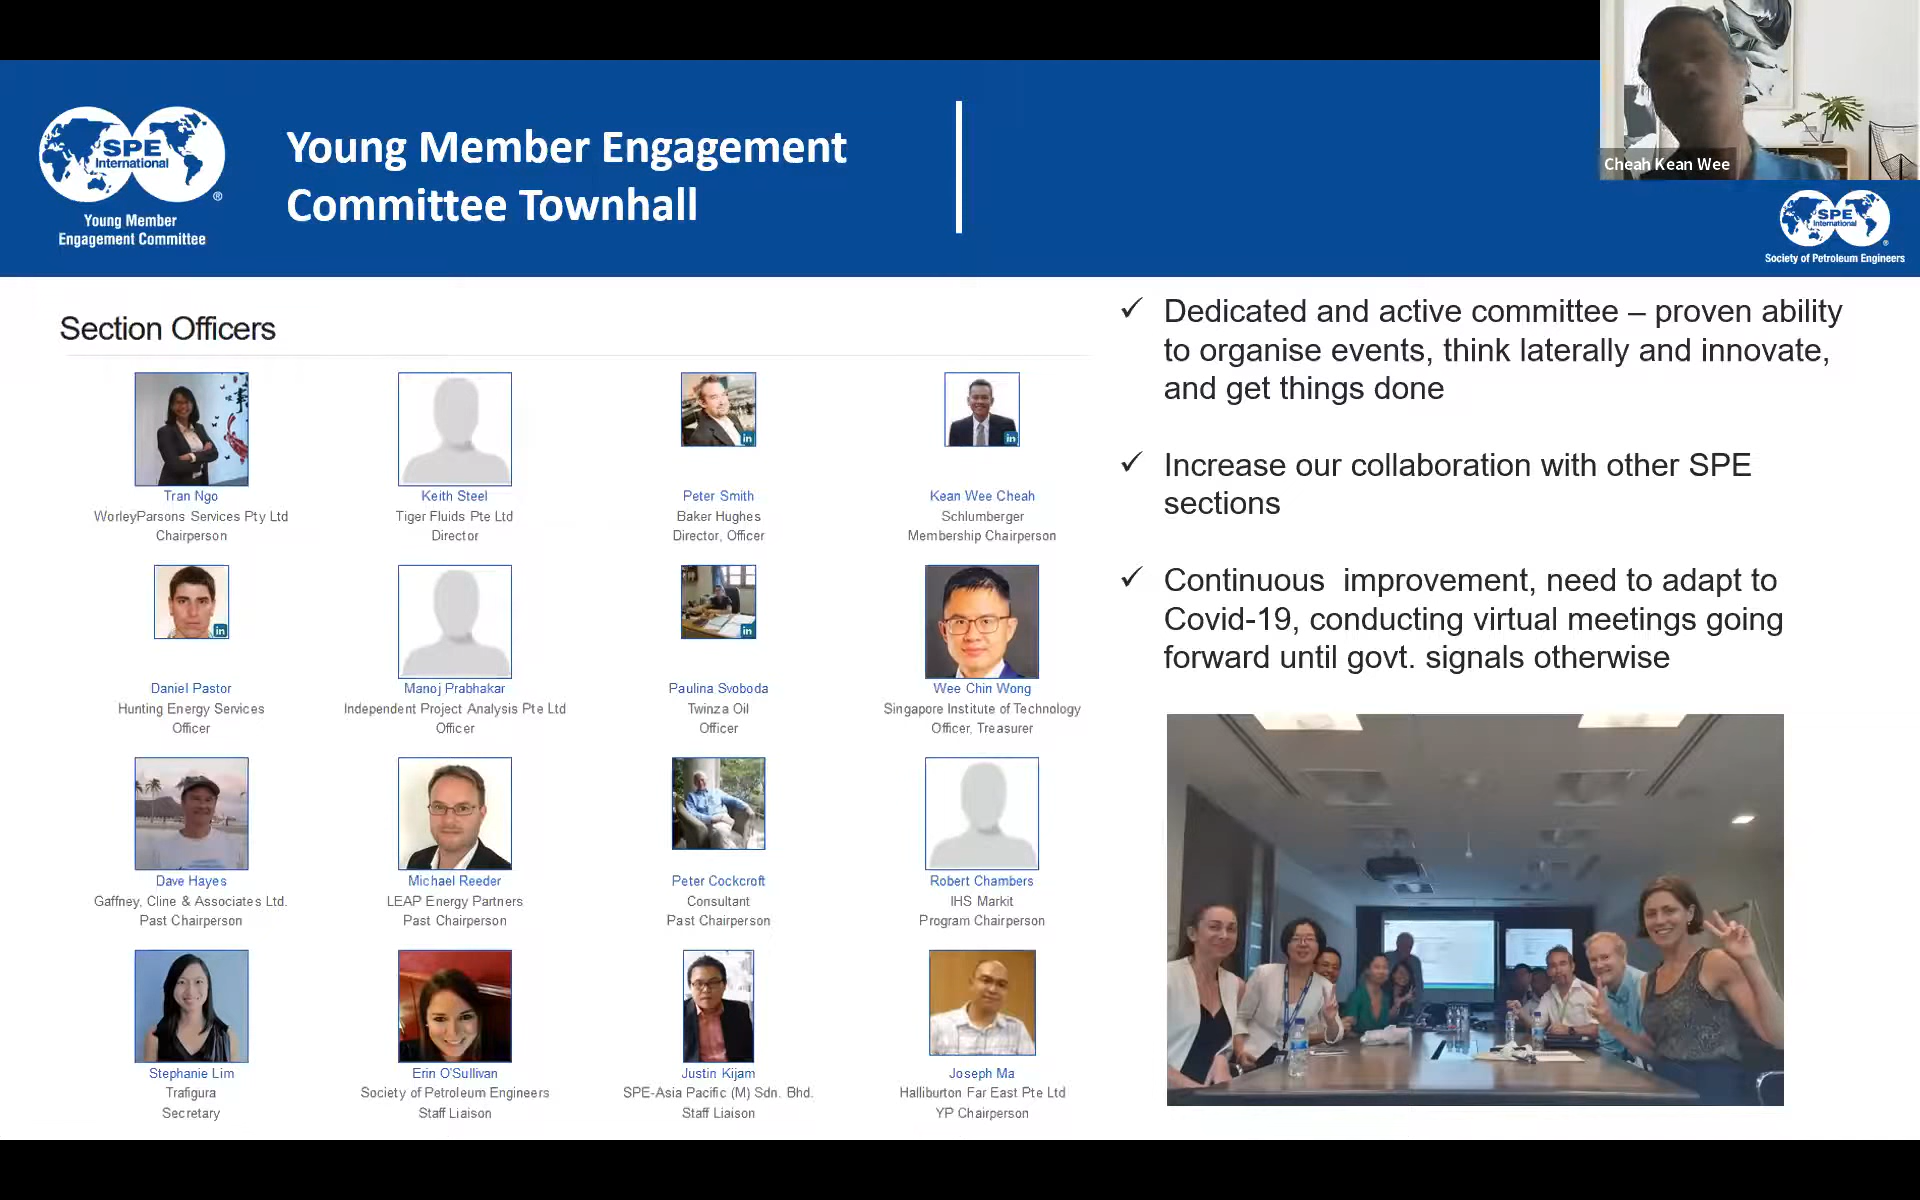 Cheah Kean Wee
SPE
International
®
Young Member
Engagement Committee
Young Member Engagement
Committee Townhall
SPE
International
®
Society of Petroleum Engineers
Section Officers
Tran Ngo
WorleyParsons Services Pty Ltd
Chairperson
Keith Steel
Tiger Fluids Pte Ltd
Director
in
Peter Smith
Baker Hughes
Director, Officer
in
Kean Wee Cheah
Schlumberger
Membership Chairperson
in
Daniel Pastor
Hunting Energy Services
Officer
Manoj Prabhakar
Independent Project Analysis Pte Ltd
Officer
in
Paulina Svoboda
Twinza Oil
Officer
Wee Chin Wong
Singapore Institute of Technology
Officer, Treasurer
Dave Hayes
Gaffney, Cline & Associates Ltd.
Past Chairperson
Michael Reeder
LEAP Energy Partners
Past Chairperson
Peter Cockcroft
Consultant
Past Chairperson
Robert Chambers
IHS Markit
Program Chairperson
Stephanie Lim
Trafigura
Secretary
Erin O'Sullivan
Society of Petroleum Engineers
Staff Liaison
Justin Kijam
SPE-Asia Pacific (M) Sdn. Bhd.
Staff Liaison
Joseph Ma
Halliburton Far East Pte Ltd
YP Chairperson
✓ Dedicated and active committee – proven ability
to organise events, think laterally and innovate,
and get things done
✓ Increase our collaboration with other SPE
sections
✓ Continuous  improvement, need to adapt to
Covid-19, conducting virtual meetings going
forward until govt. signals otherwise